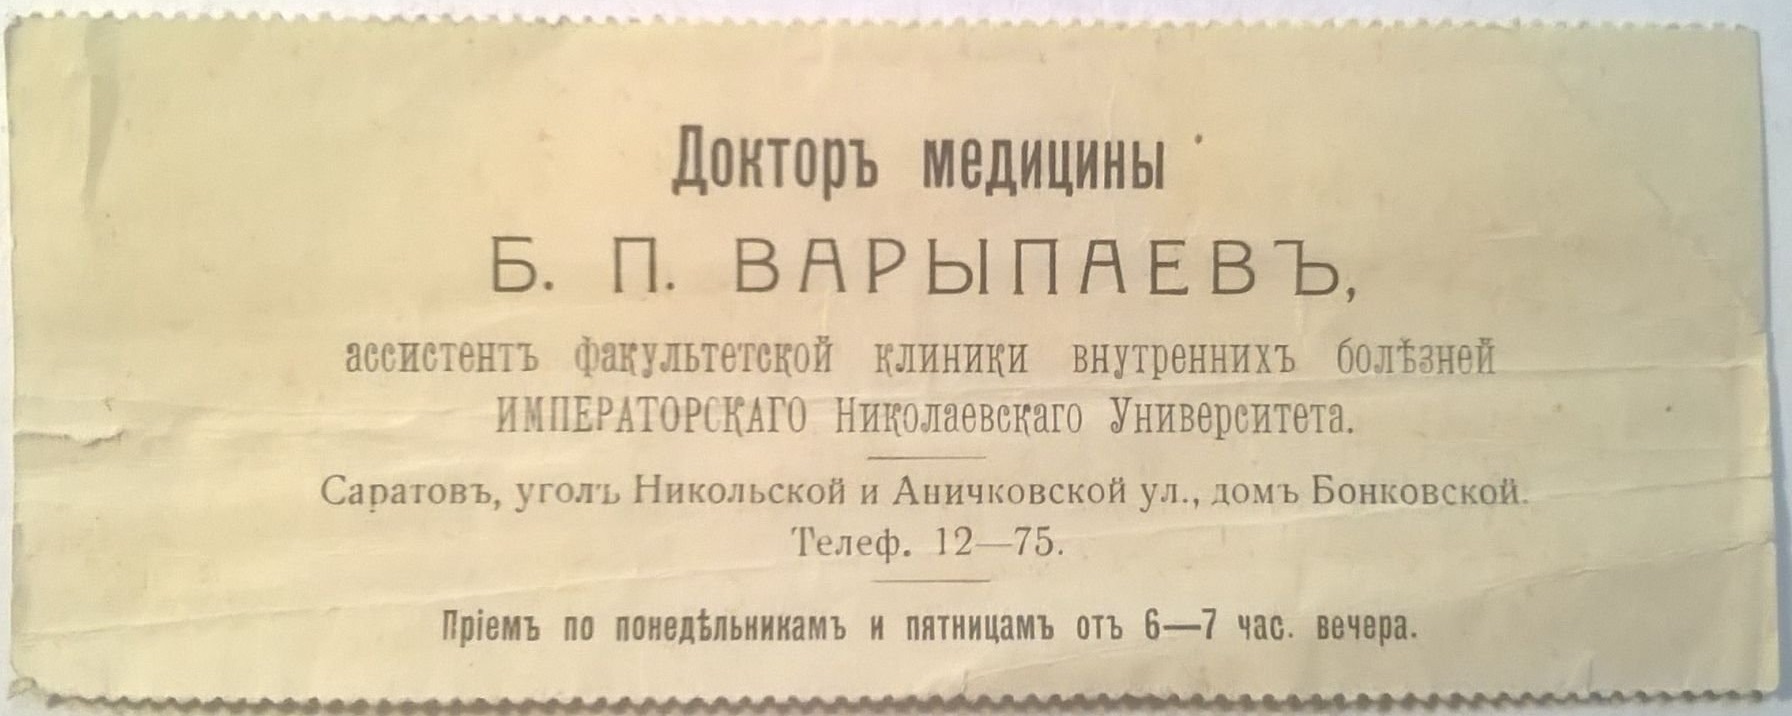 Докторъ медицины
Б. П. ВАРЫПАЕВЪ,
ассистентъ факультетской клиники внутреннихъ болѣзней
ИМПЕРАТОРСКАГО Николаевскаго Университета.
Саратовъ, уголъ Никольской и Аничковской ул., домъ Бонковской.
Телеф. 12—75.
Пріемъ по понедѣльникамъ и пятницамъ отъ 6—7 час. вечера.